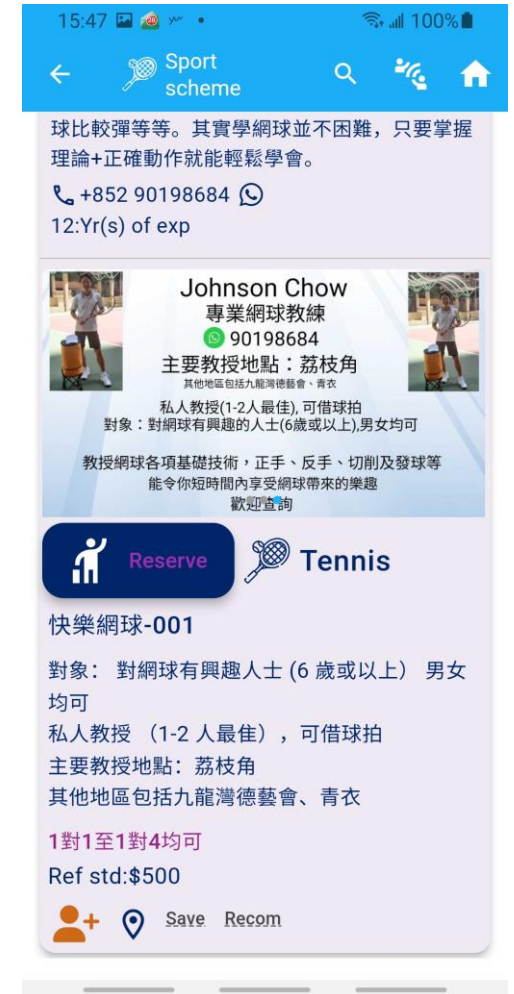 15:47
100%
Sport
scheme
球比較彈等等。其實學網球並不困難，只要掌握
理論+正確動作就能輕鬆學會。
+852 90198684
12:Yr(s) of exp
Johnson Chow
專業網球教練
90198684
主要教授地點：荔枝角
其他地區包括九龍灣德藝會、青衣
私人教授(1-2人最佳), 可借球拍
對象：對網球有興趣的人士(6歲或以上),男女均可
教授網球各項基礎技術，正手、反手、切削及發球等
能令你短時間內享受網球帶來的樂趣
歡迎查詢
Reserve
Tennis
快樂網球-001
對象： 對網球有興趣人士 (6 歲或以上） 男女
均可
私人教授 （1-2 人最隹），可借球拍
主要教授地點：荔枝角
其他地區包括九龍灣德藝會、青衣
1對1至1對4均可
Ref std:$500
Save Recom